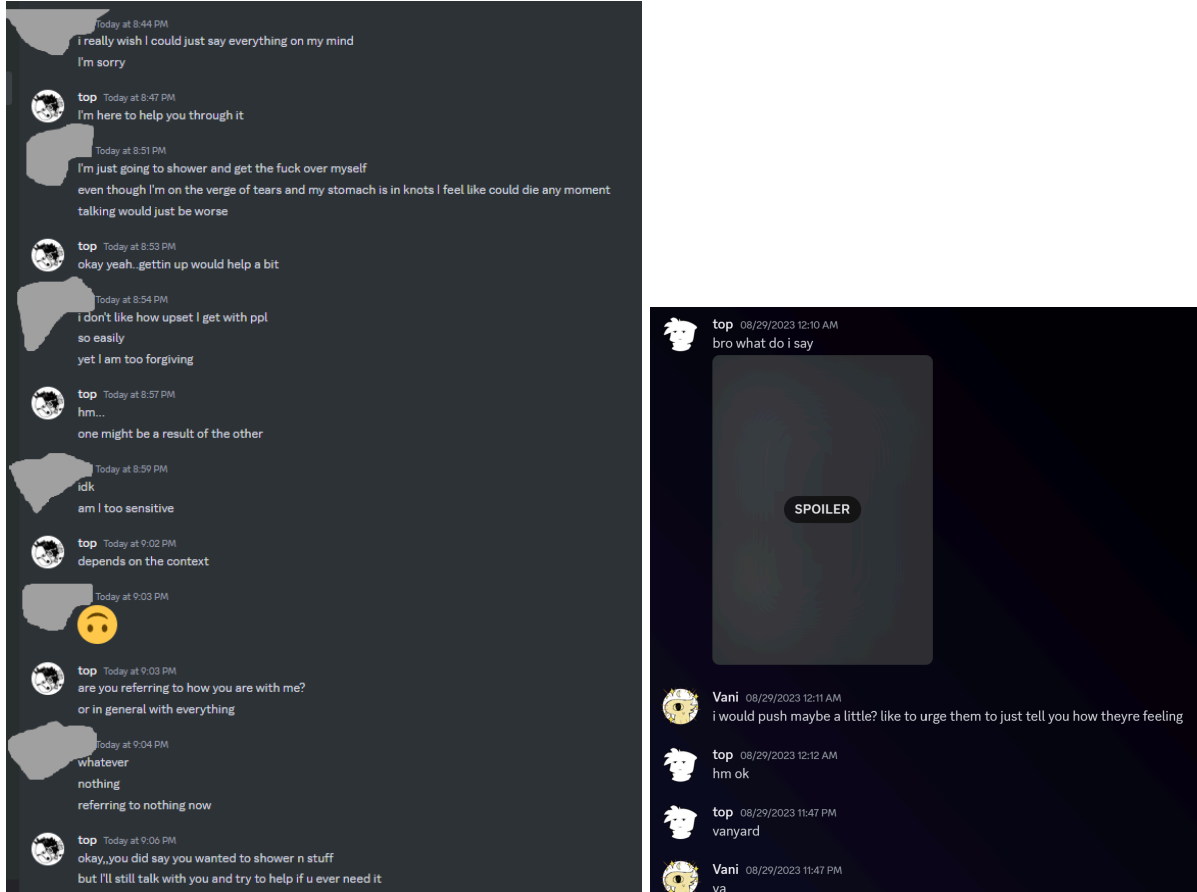 Today at 8:44 PM
i really wish I could just say everything on my mind
I'm sorry
top Today at 8:47 PM
I'm here to help you through it
Today at 8:51 PM
I'm just going to shower and get the fuck over myself
even though I'm on the verge of tears and my stomach is in knots I feel like could die any moment
talking would just be worse
top Today at 8:53 PM
okay yeah..gettin up would help a bit
Today at 8:54 PM
i don't like how upset I get with ppl
so easily
yet I am too forgiving
top Today at 8:57 PM
hm...
one might be a result of the other
Today at 8:59 PM
idk
am I too sensitive
top Today at 9:02 PM
depends on the context
Today at 9:03 PM
top Today at 9:03 PM
are you referring to how you are with me?
or in general with everything
Today at 9:04 PM
whatever
nothing
referring to nothing now
top Today at 9:06 PM
okay,,you did say you wanted to shower n stuff
but I'll still talk with you and try to help if u ever need it
top 08/29/2023 12:10 AM
bro what do i say
SPOILER
Vani 08/29/2023 12:11 AM
i would push maybe a little? like to urge them to just tell you how theyre feeling
top 08/29/2023 12:12 AM
hm ok
top 08/29/2023 11:47 PM
vanyard
Vani 08/29/2023 11:47 PM
ya